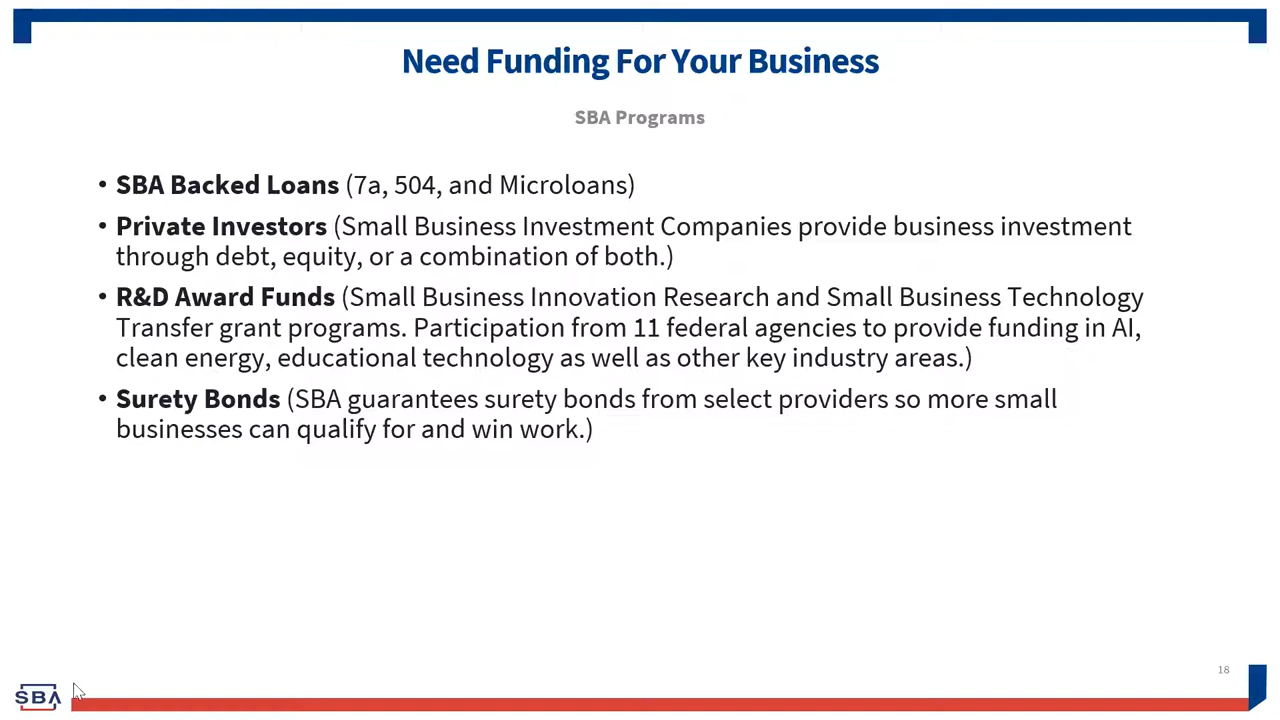 Need Funding For Your Business
SBA Programs
• SBA Backed Loans (7a, 504, and Microloans)
• Private Investors (Small Business Investment Companies provide business investment
through debt, equity, or a combination of both.)
• R&D Award Funds (Small Business Innovation Research and Small Business Technology
Transfer grant programs. Participation from 11 federal agencies to provide funding in AI,
clean energy, educational technology as well as other key industry areas.)
• Surety Bonds (SBA guarantees surety bonds from select providers so more small
businesses can qualify for and win work.)
18
SBA